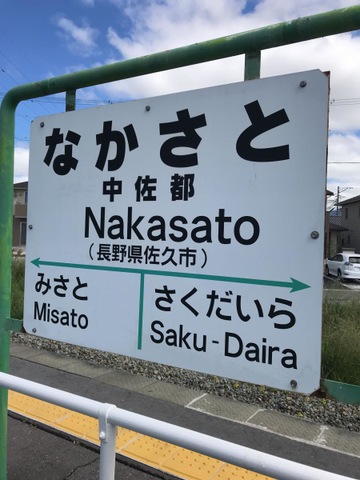 なかさと
中佐都
Nakasato
(長野県佐久市)
みさと
Misato
さくだいら
Saku-Daira